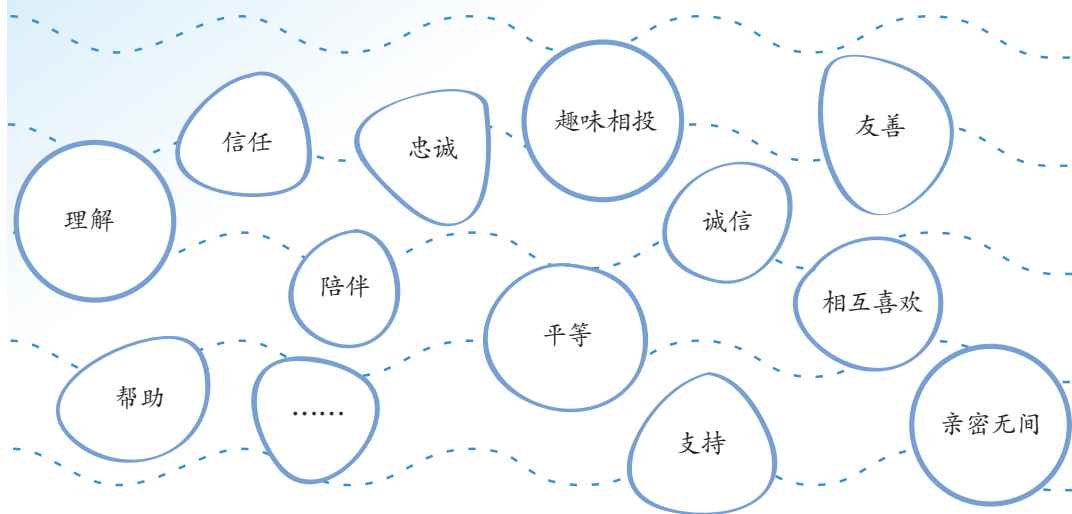 趣味相投
友善
信任
忠诚
理解
诚信
陪伴
相互喜欢
平等
帮助
……
支持
亲密无间